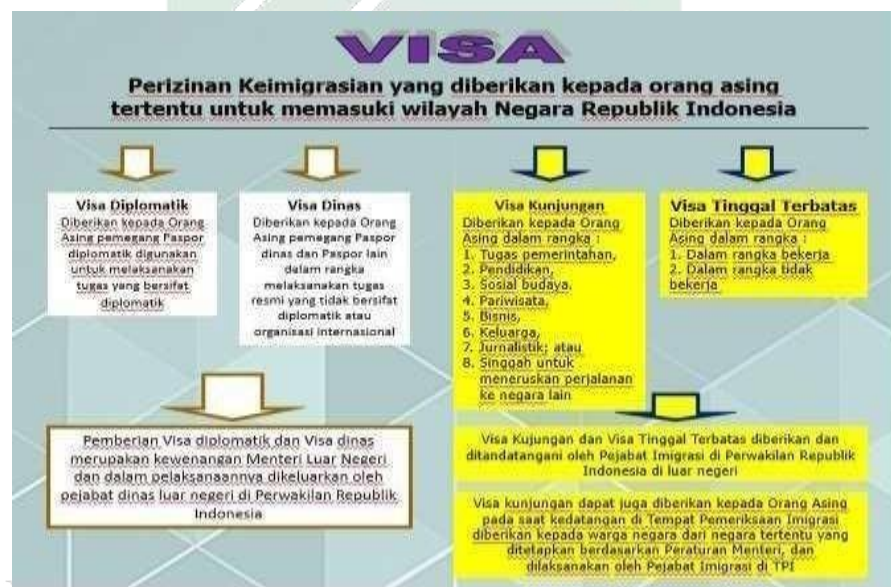 VISA
Perizinan Keimigrasian yang diberikan kepada orang asing
tertentu untuk memasuki wilayah Negara Republik Indonesia
Visa Diplomatik
Diberikan kepada Orang
Asing pemegang Paspor
diplomatik digunakan
untuk melaksanakan
tugas yang bersifat
diplomatik
Visa Dinas
Diberikan kepada Orang
Asing pemegang Paspor
dinas dan Paspor lain
dalam rangka
melaksanakan tugas
resmi yang tidak bersifat
diplomatik atau
organisasi internasional
Visa Kunjungan
Diberikan kepada Orang
Asing dalam rangka :
1. Tugas pemerintahan,
2. Pendidikan,
3. Sosial budaya,
4. Pariwisata,
5. Bisnis,
6. Keluarga,
7. Jurnalistik; atau
8. Singgah untuk
meneruskan perjalanan
ke negara lain
Visa Tinggal Terbatas
Diberikan kepada Orang
Asing dalam rangka :
1. Dalam rangka bekerja
2. Dalam rangka tidak
bekerja
Pemberian Visa diplomatik dan Visa dinas
merupakan kewenangan Menteri Luar Negeri
dan dalam pelaksanaannya dikeluarkan oleh
pejabat dinas luar negeri di Perwakilan Republik
Indonesia
Visa Kujungan dan Visa Tinggal Terbatas diberikan dan
ditandatangani oleh Pejabat Imigrasi di Perwakilan Republik
Indonesia di luar negeri
Visa kunjungan dapat juga diberikan kepada Orang Asing
pada saat kedatangan di Tempat Pemeriksaan Imigrasi
diberikan kepada warga negara dari negara tertentu yang
ditetapkan berdasarkan Peraturan Menteri, dan
dilaksanakan oleh Pejabat Imigrasi di TPI